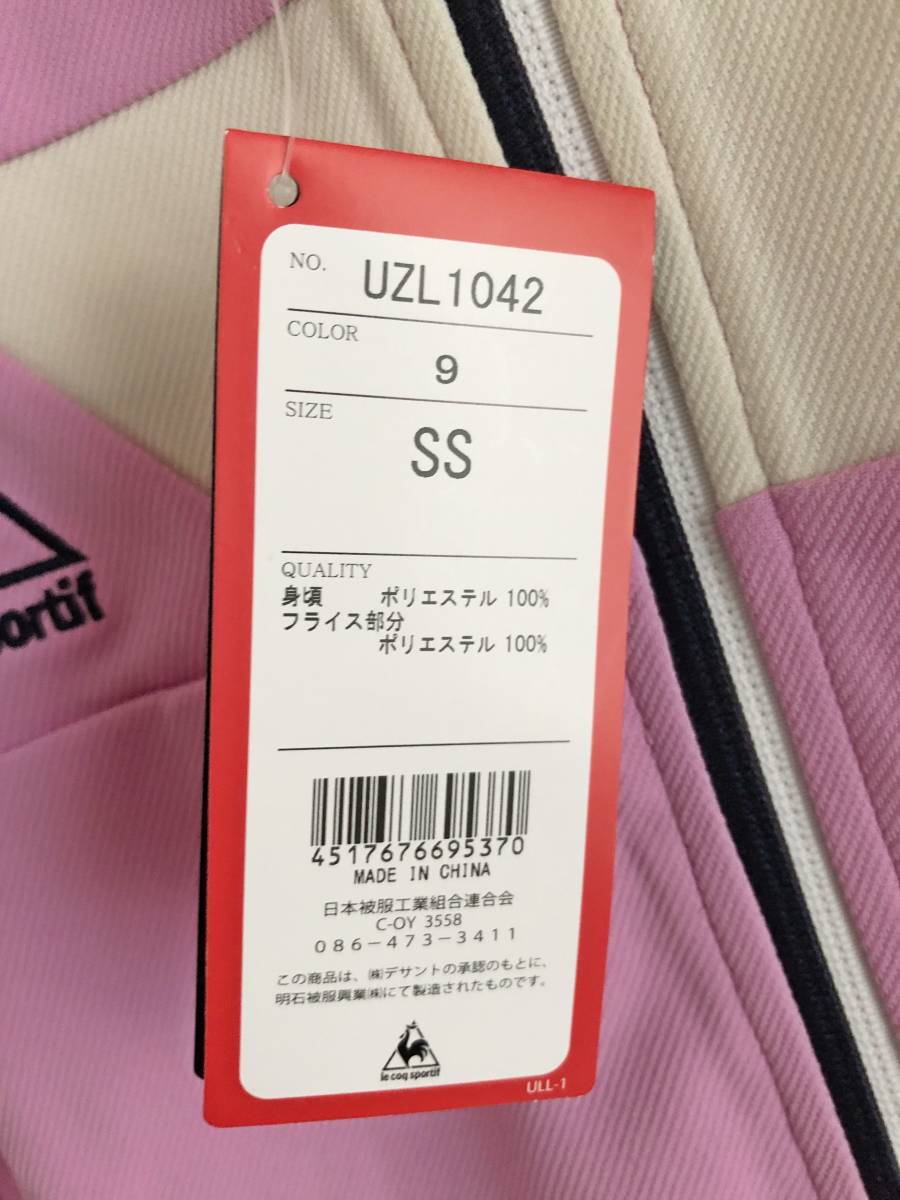 NO.
UZL1042
COLOR
9
SIZE
SS
QUALITY
身頃 ポリエステル 100%
フライス部分
ポリエステル 100%
4517676695370
MADE IN CHINA
日本被服工業組合連合会
C-OY 3558
086-473-3411
この商品は、㈱デサントの承認のもとに、
明石被服興業㈱にて製造されたものです。
le coq sportif
ULL-1
sportif